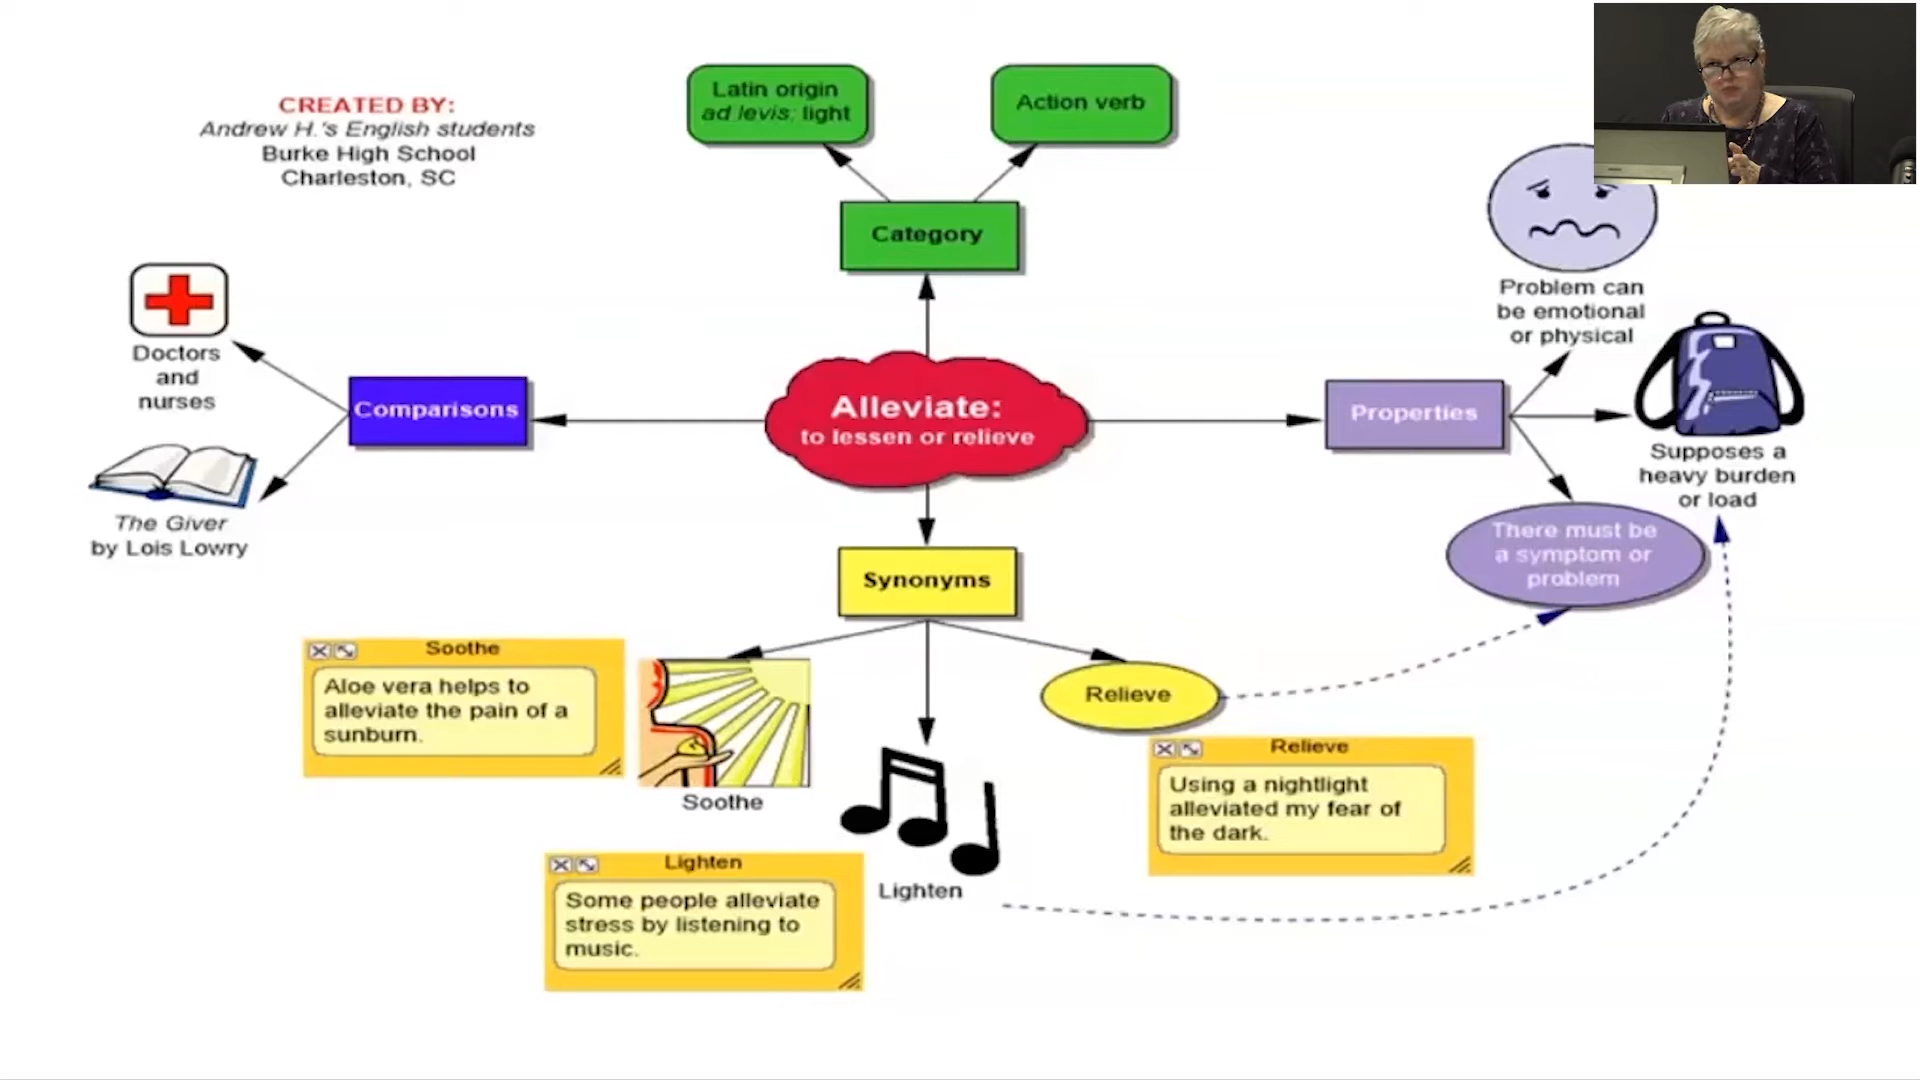 CREATED BY:
Andrew H.'s English students
Burke High School
Charleston, SC
Latin origin
ad levis: light
Action verb
Category
Problem can
be emotional
or physical
Doctors
and
nurses
Comparisons
Alleviate:
to lessen or relieve
Properties
Supposes a
heavy burden
or load
The Giver
by Lois Lowry
There must be
a symptom or
problem
Synonyms
Soothe
Aloe vera helps to
alleviate the pain of a
sunburn.
Soothe
Relieve
Relieve
Using a nightlight
alleviated my fear of
the dark.
Lighten
Lighten
Some people alleviate
stress by listening to
music.